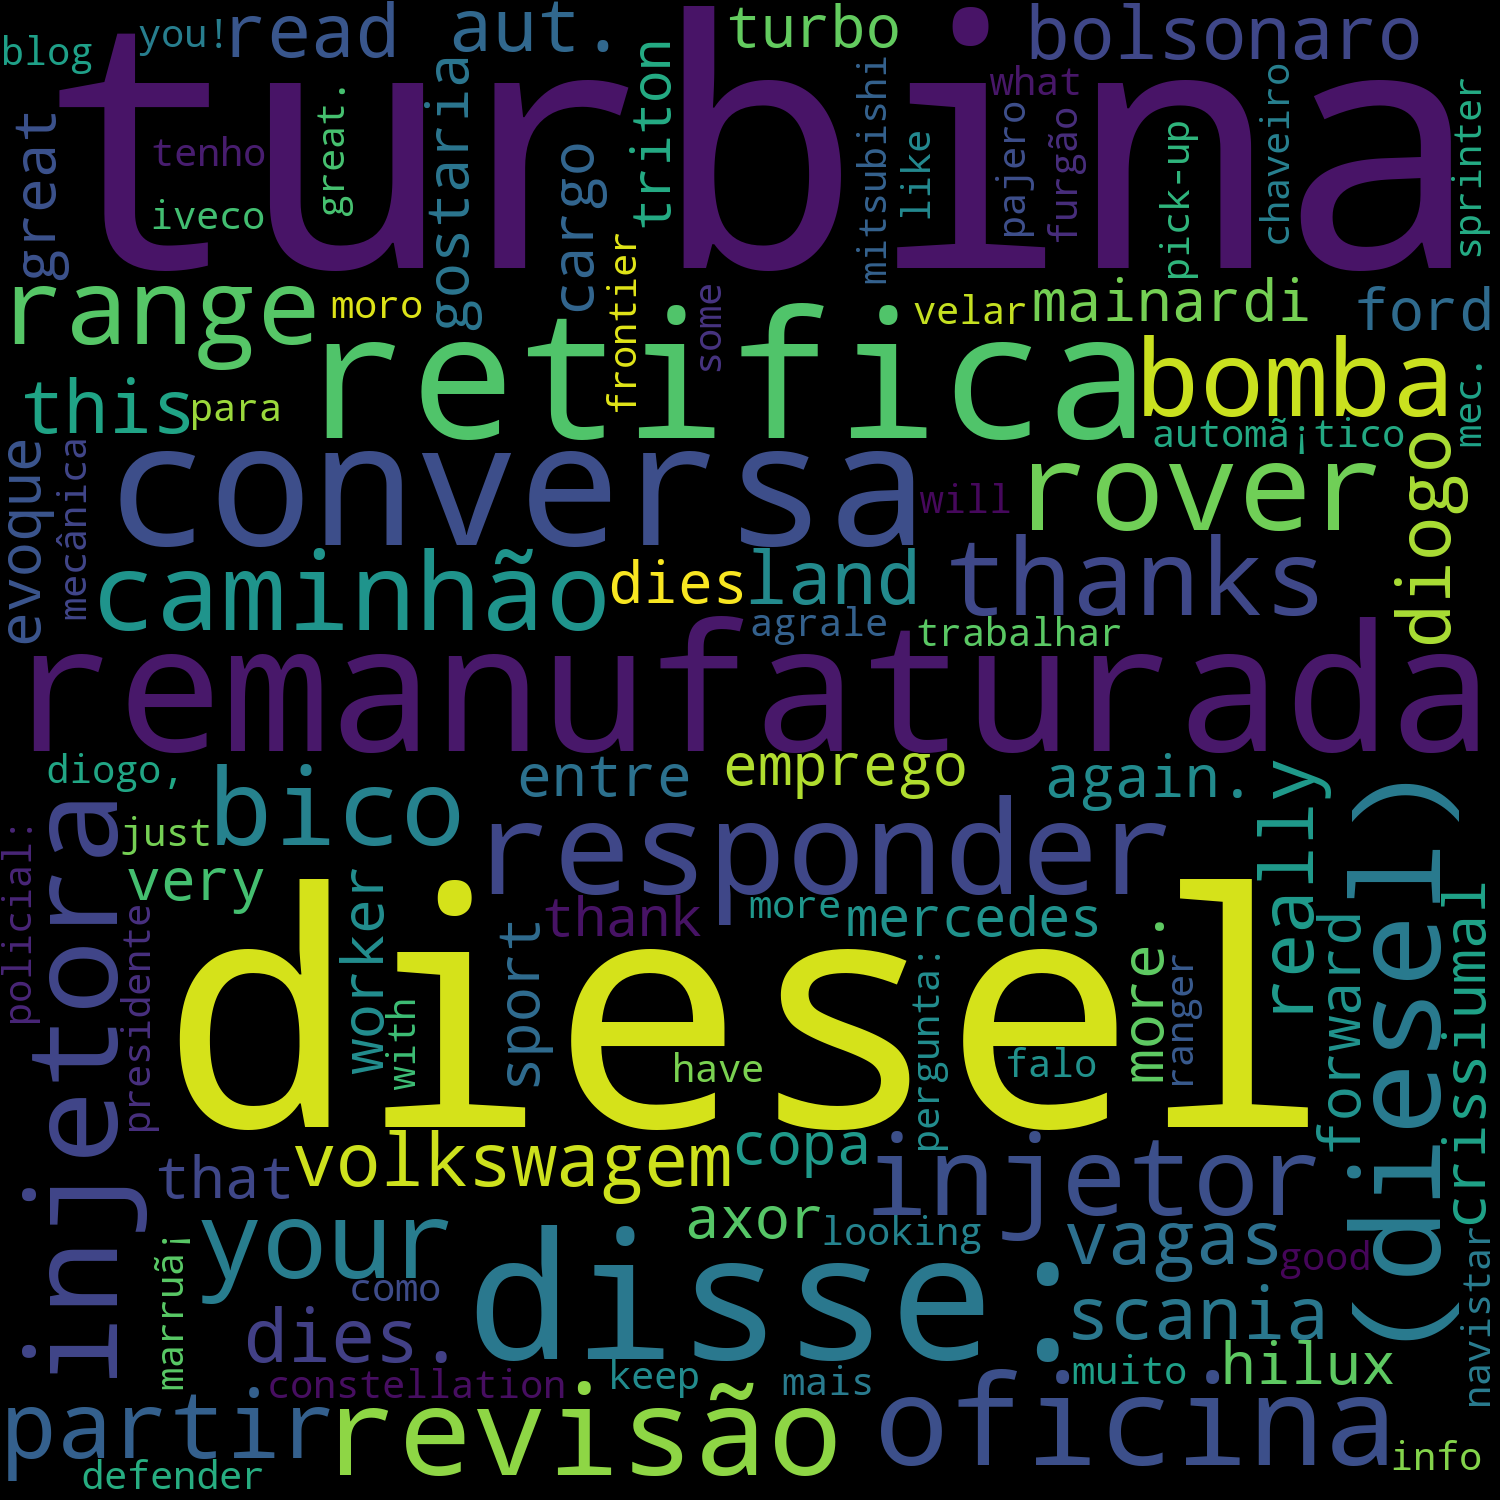 blog
you!
read
aut.
turbo
bolsonaro
turbina
great
tenho
great.
iveco
gostaria
cargo
triton
mitsubishi
like
what
pajero
furgão
pick-up
chaveiro
sprinter
range
moro
frontier
some
velar
mainardi
ford
retifica
this
para
bomba
automã¡tico
mec.
evoque
mecânica
conversa
will
rover
diogo
caminhão
dies
land
thanks
agrale
trabalhar
remanufaturada
diogo,
entre
emprego
again.
really
(diesel)
injetora
just
bico
responder
policial:
very
presidente
worker
with
sport
thank
more
mercedes
more.
ranger
forward
crissiumal
diesel
have
pergunta:
falo
volkswagem
copa
injetor
that
your
axor
looking
vagas
good
marruã¡
como
disse:
scania
navistar
dies.
constellation
keep
mais
muito
hilux
partir
revisão
oficina
info
defender